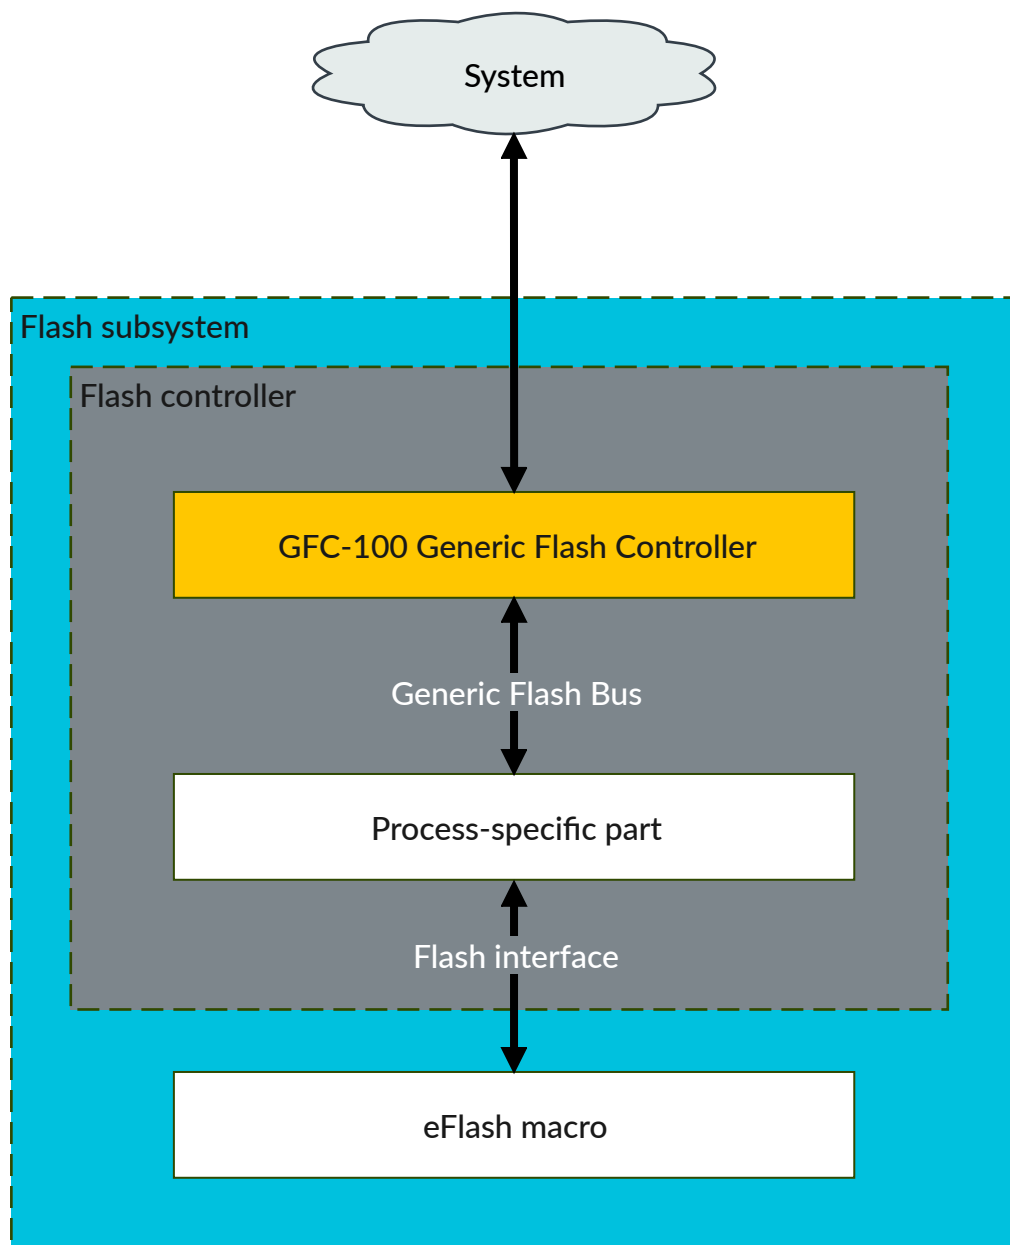 System
Flash subsystem
Flash controller
GFC-100 Generic Flash Controller
Generic Flash Bus
Process-specific part
Flash interface
eFlash macro